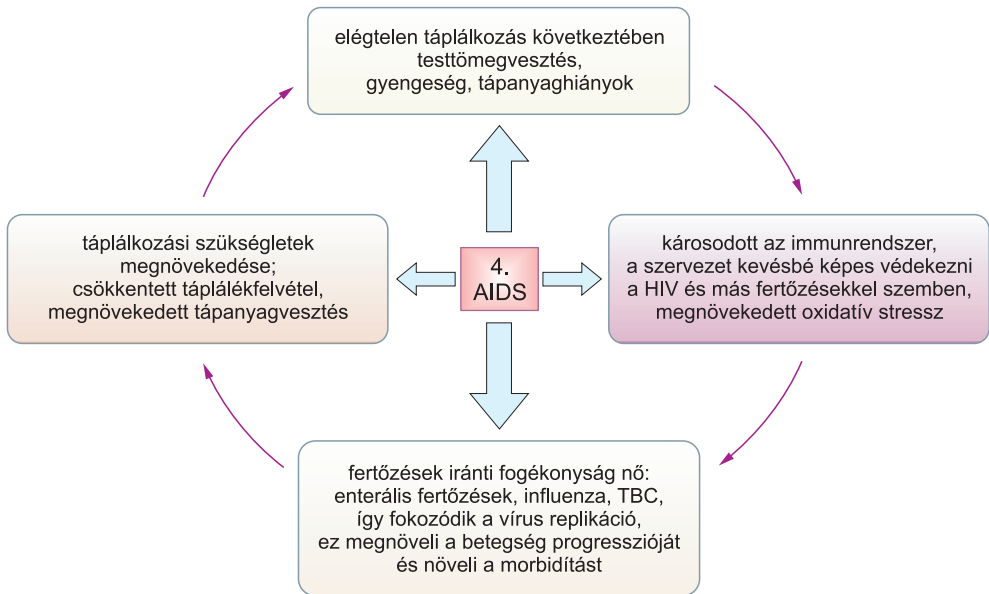 elégtelen táplálkozás következtében
testtömegvesztés,
gyengeség, tápanyaghiányok
táplálkozási szükségletek
megnövekedése;
csökkentett táplálékfelvétel,
megnövekedett tápanyagvesztés
4.
AIDS
károsodott az immunrendszer,
a szervezet kevésbé képes védekezni
a HIV és más fertőzésekkel szemben,
megnövekedett oxidatív stressz
fertőzések iránti fogékonyság nő:
enterális fertőzések, influenza, TBC,
így fokozódik a vírus replikáció,
ez megnöveli a betegség progresszióját
és növeli a morbidítást